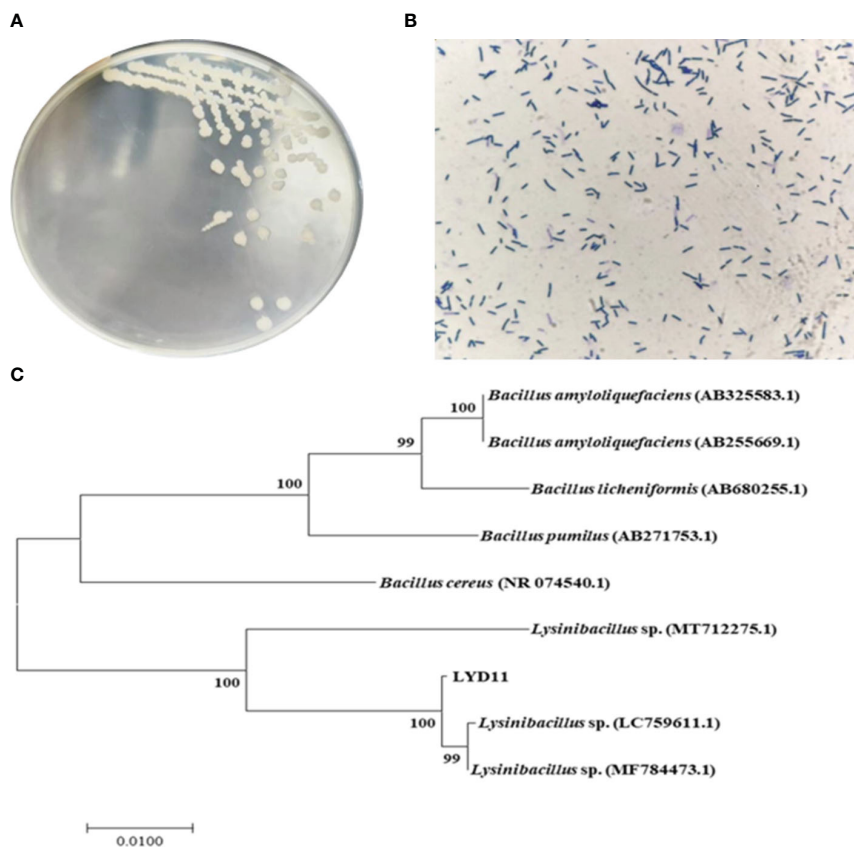 A
B
C
100
Bacillus amyloliquefaciens (AB325583.1)
99
Bacillus amyloliquefaciens (AB255669.1)
100
Bacillus licheniformis (AB680255.1)
Bacillus pumilus (AB271753.1)
Bacillus cereus (NR 074540.1)
Lysinibacillus sp. (MT712275.1)
100
LYD11
100
Lysinibacillus sp. (LC759611.1)
99
Lysinibacillus sp. (MF784473.1)
0.0100